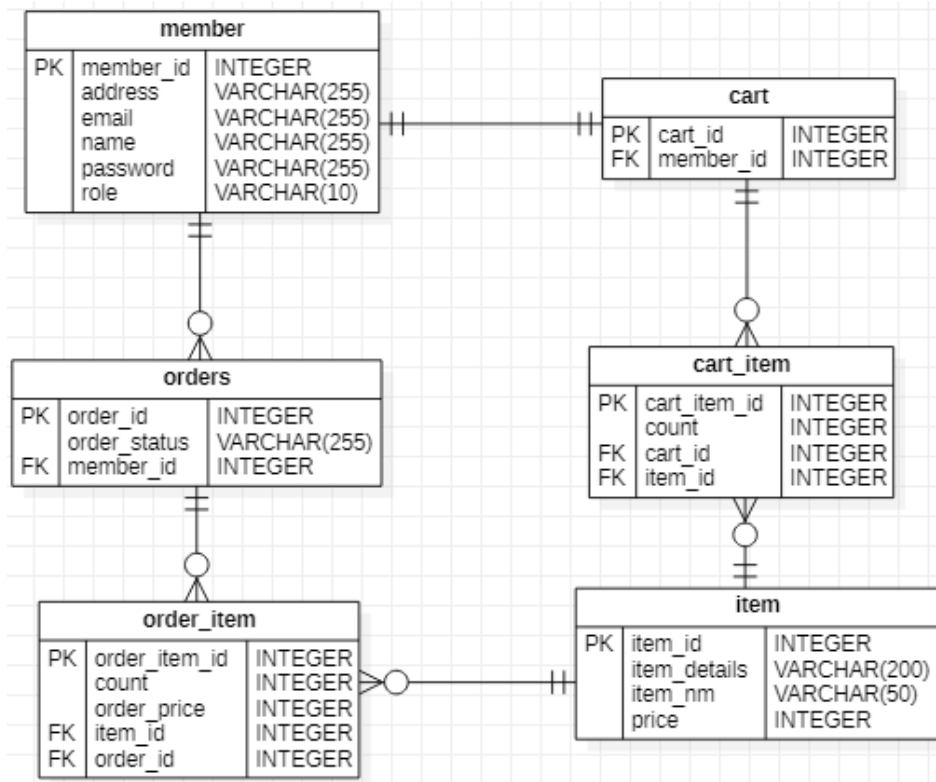 member
PK member_id INTEGER
address VARCHAR(255)
email VARCHAR(255)
name VARCHAR(255)
password VARCHAR(255)
role VARCHAR(10)
cart
PK cart_id INTEGER
FK member_id INTEGER
orders
PK order_id INTEGER
order_status VARCHAR(255)
FK member_id INTEGER
cart_item
PK cart_item_id INTEGER
count INTEGER
FK cart_id INTEGER
FK item_id INTEGER
order_item
PK order_item_id INTEGER
count INTEGER
order_price INTEGER
FK item_id INTEGER
FK order_id INTEGER
item
PK item_id INTEGER
item_details VARCHAR(200)
item_nm VARCHAR(50)
price INTEGER